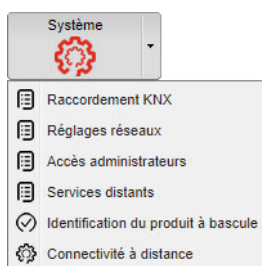 Système
Raccordement KNX
Réglages réseaux
Accès administrateurs
Services distants
Identification du produit à bascule
Connectivité à distance